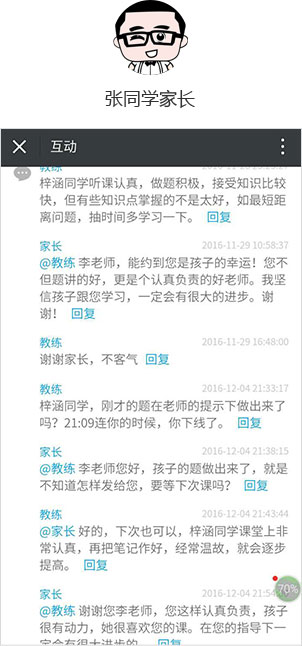 张同学家长
互动
教练
梓涵同学听课认真，做题积极，接受知识比较
快，但有些知识点掌握的不是太好，如最短距
离问题，抽时间多学习一下。 回复
家长 2016-11-29 10:58:37
@教练 李老师，能约到您是孩子的幸运！您不
但题讲的好，更是个认真负责的好老师。我坚
信孩子跟您学习，一定会有很大的进步。谢
谢！ 回复
教练 2016-11-29 16:48:00
谢谢家长，不客气 回复
教练 2016-12-04 21:33:17
梓涵同学，刚才的题在老师的提示下做出来了
吗？21:09连你的时候，你下线了。 回复
家长 2016-12-04 21:38:15
@教练 李老师您好，孩子的题做出来了，就是
不知道怎样发给您，要等下次课吗？ 回复
教练 2016-12-04 21:43:44
@家长 好的，下次也可以，梓涵同学课堂上非
常认真，再把笔记作好，经常温故，就会逐步
提高。 回复
家长 2016-12-04 21:54
70%
@教练 谢谢您李老师，您这样认真负责，孩子
很有动力，她很喜欢您的课。在您的指导下一
定会有很大进步的 回复